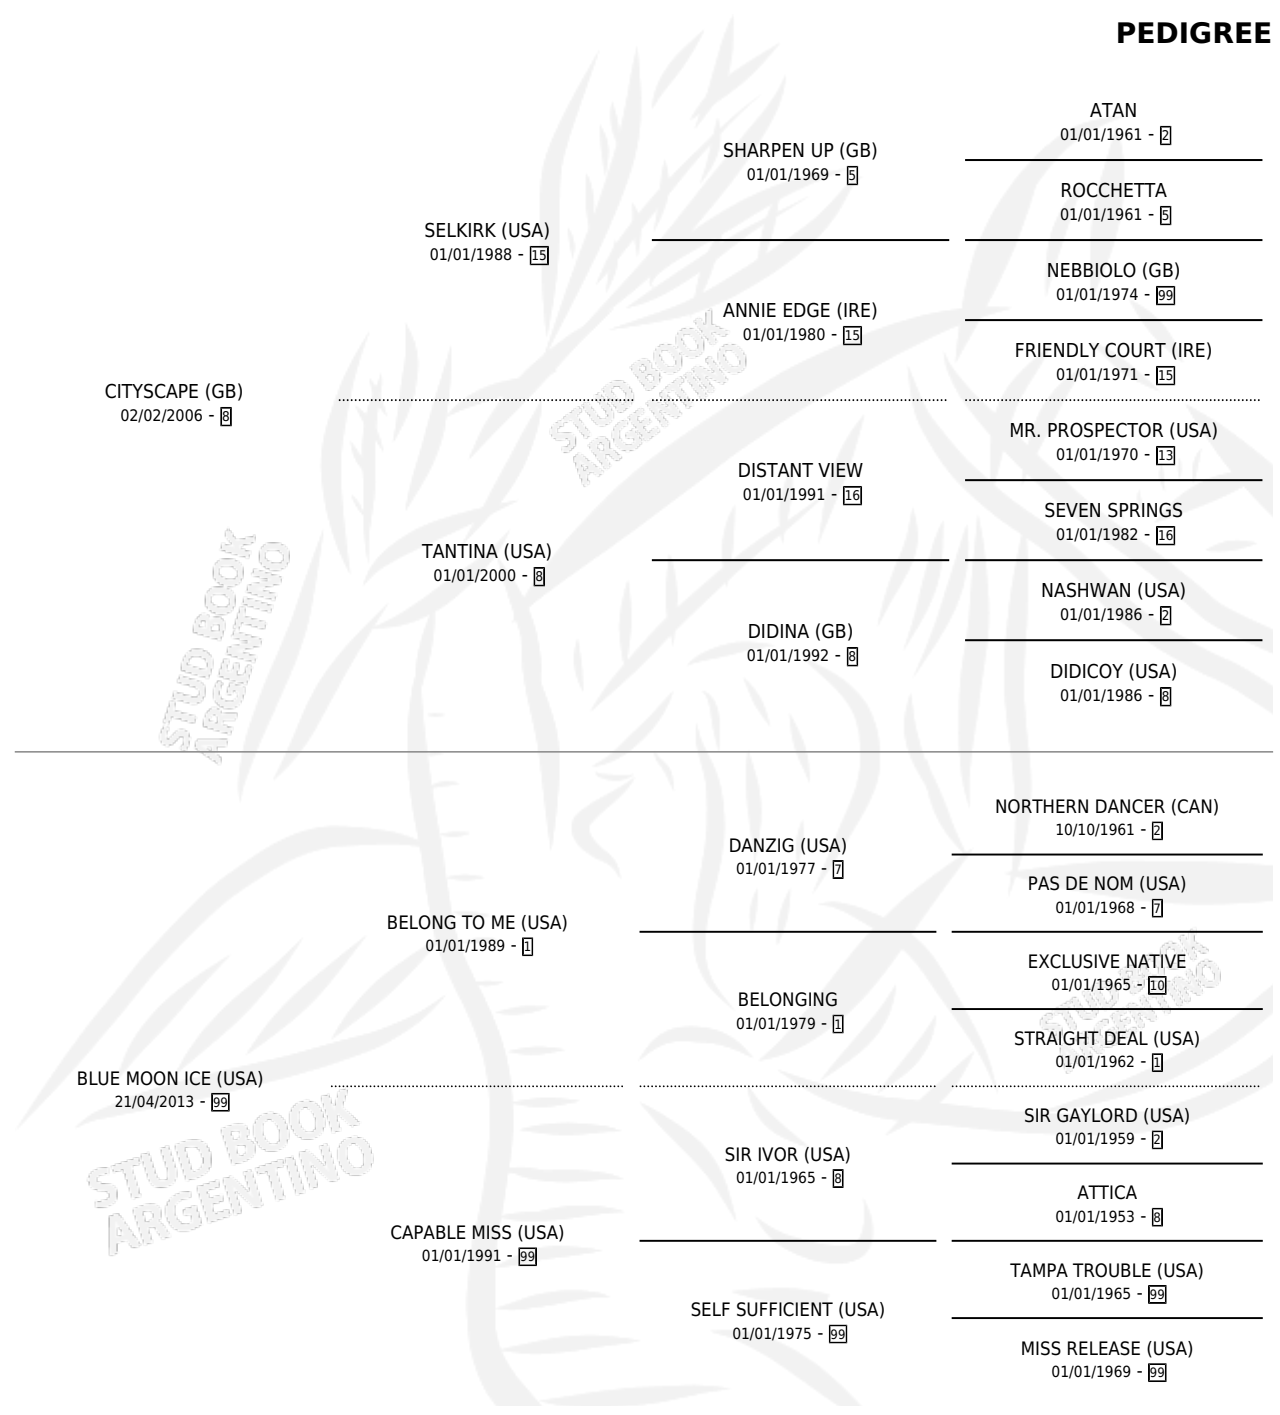 PEDIGREE
ATAN
01/01/1961 - 2
SHARPEN UP (GB)
01/01/1969 - 5
ROCCHETTA
01/01/1961 - 5
SELKIRK (USA)
01/01/1988 - 15
NEBBIOLO (GB)
01/01/1974 - 99
ANNIE EDGE (IRE)
01/01/1980 - 15
FRIENDLY COURT (IRE)
01/01/1971 - 15
CITYSCAPE (GB)
02/02/2006 - 8
STUD BOOK
ARGENTINO
MR. PROSPECTOR (USA)
01/01/1970 - 13
DISTANT VIEW
01/01/1991 - 16
SEVEN SPRINGS
01/01/1982 - 16
TANTINA (USA)
01/01/2000 - 8
NASHWAN (USA)
01/01/1986 - 2
DIDINA (GB)
01/01/1992 - 8
DIDICOY (USA)
01/01/1986 - 8
STUD BOOK
ARGENTINO
NORTHERN DANCER (CAN)
10/10/1961 - 2
DANZIG (USA)
01/01/1977 - 7
PAS DE NOM (USA)
01/01/1968 - 7
BELONG TO ME (USA)
01/01/1989 - 1
EXCLUSIVE NATIVE
01/01/1965 - 10
BELONGING
01/01/1979 - 1
STRAIGHT DEAL (USA)
01/01/1962 - 1
STUD BOOK
ARGENTINO
BLUE MOON ICE (USA)
21/04/2013 - 99
SIR GAYLORD (USA)
01/01/1959 - 2
SIR IVOR (USA)
01/01/1965 - 8
ATTICA
01/01/1953 - 8
STUD BOOK
ARGENTINO
CAPABLE MISS (USA)
01/01/1991 - 99
TAMPA TROUBLE (USA)
01/01/1965 - 99
SELF SUFFICIENT (USA)
01/01/1975 - 99
MISS RELEASE (USA)
01/01/1969 - 99